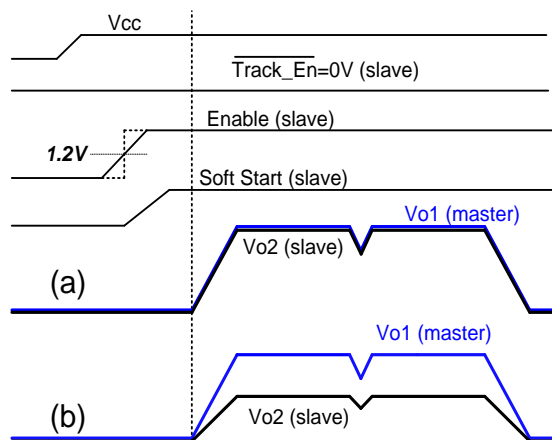 Vcc
Track_En=0V (slave)
Enable (slave)
1.2V
Soft Start (slave)
Vo1 (master)
Vo2 (slave)
(a)
Vo1 (master)
(b)
Vo2 (slave)